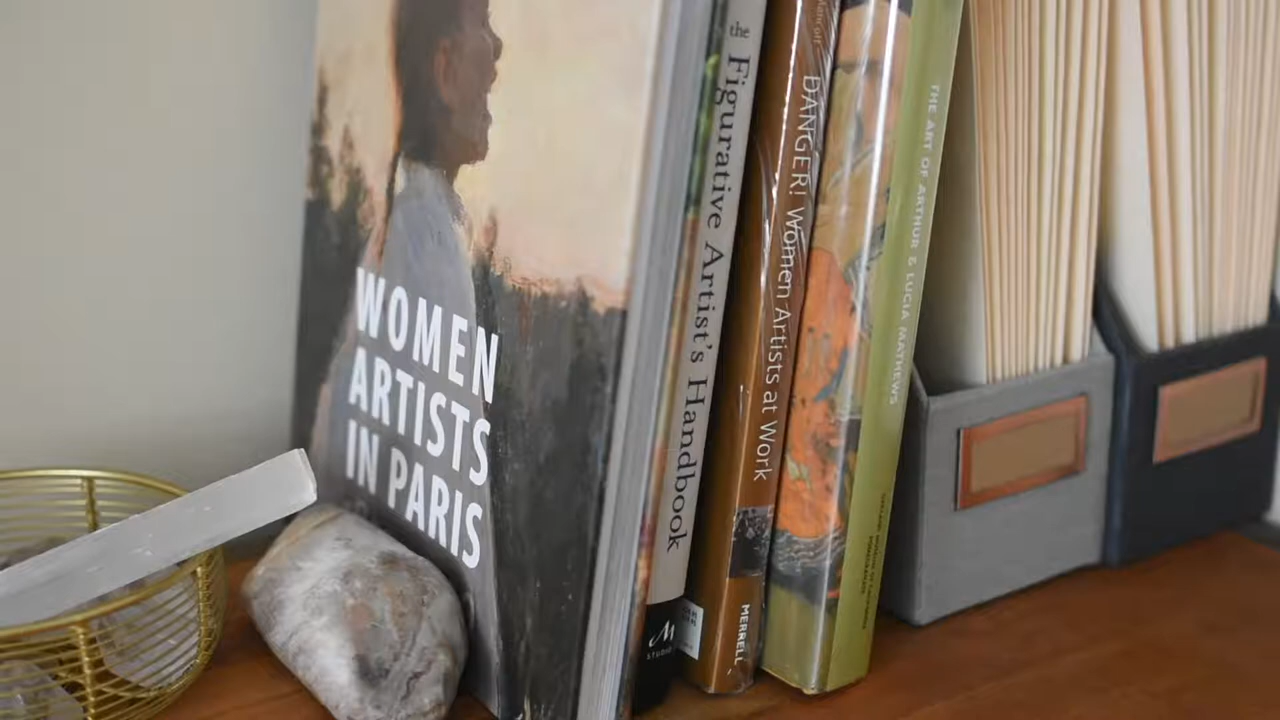 WOMEN
ARTISTS
IN PARIS
the Figurative Artist's Handbook
M
STUDIO
DANGER! Women Artists at Work
MERRELL
THE ART OF ARTHUR & LUCIA MATHEWS